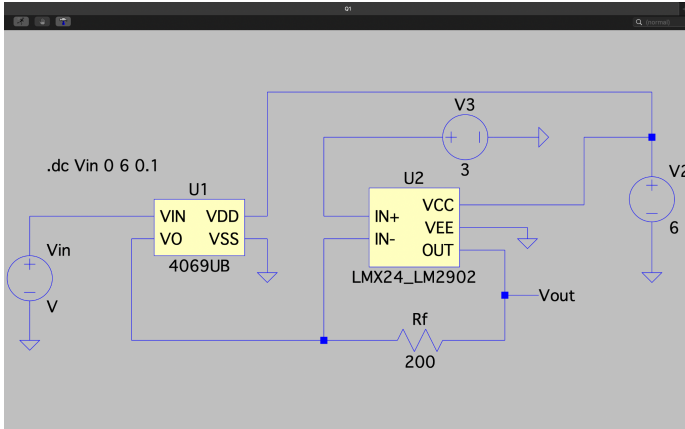 Q1
(normal)
V3
3
.dc Vin 0 6 0.1
U1
U2
V2
VIN VDD
VO VSS
4069UB
IN+ VCC
IN- VEE
OUT
6
Vin
V
LMX24_LM2902
Vout
Rf
200